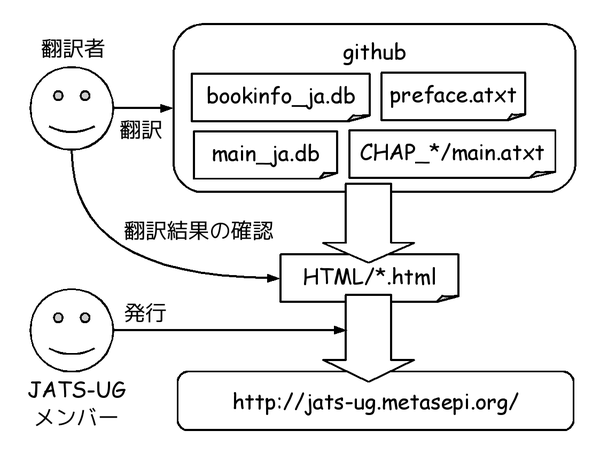 翻訳者
github
bookinfo_ja.db
preface.atxt
翻訳
main_ja.db
CHAP_*/main.atxt
翻訳結果の確認
HTML/*.html
発行
JATS-UG
メンバー
http://jats-ug.metasepi.org/